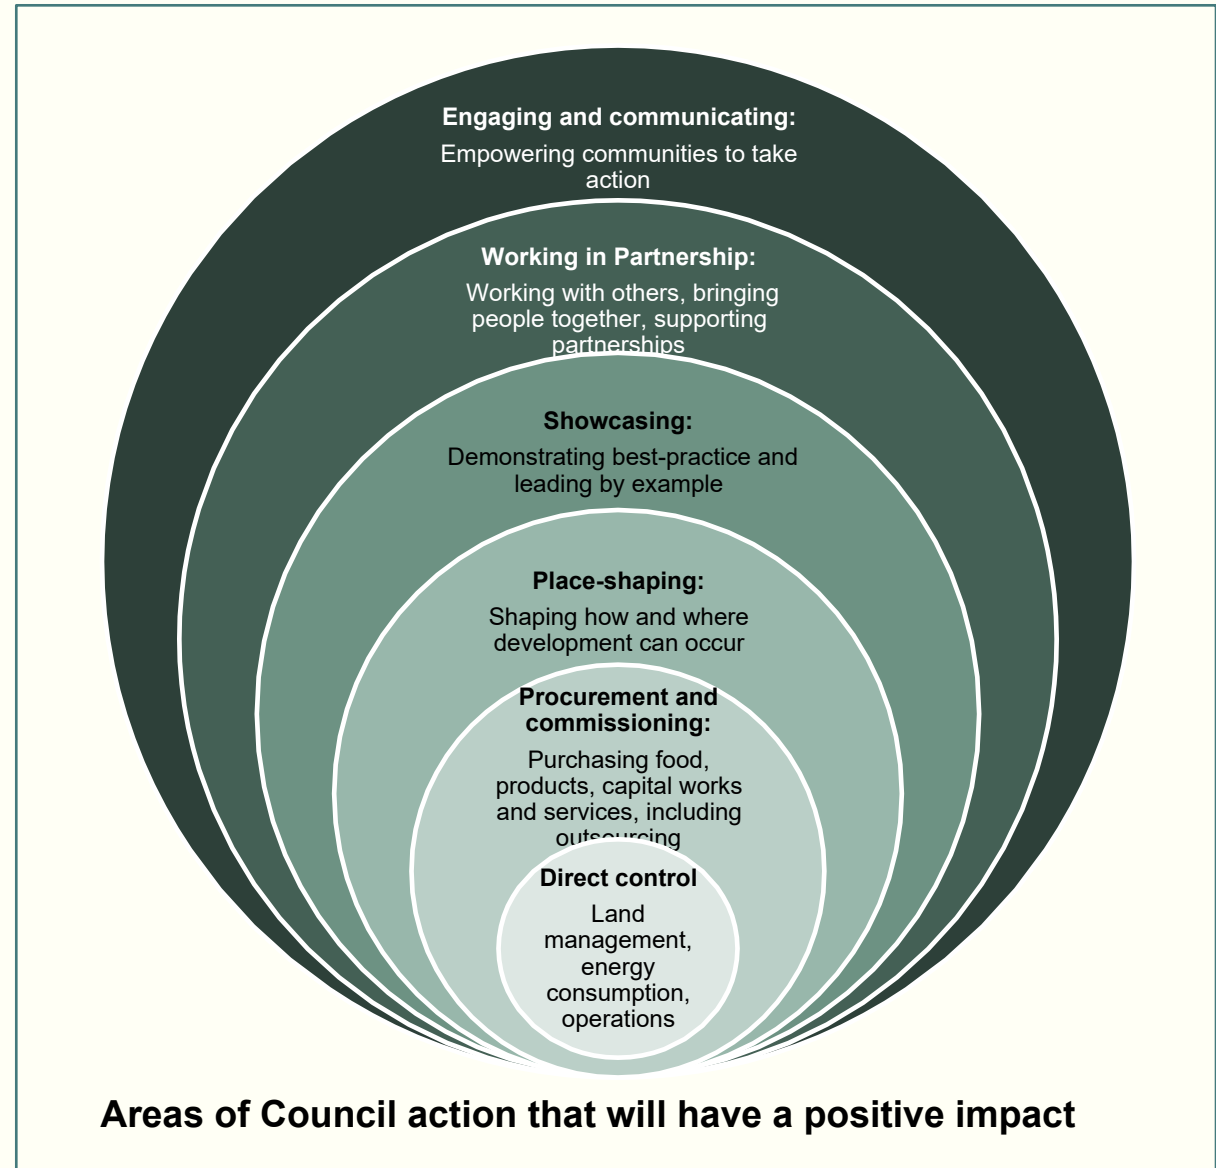 Engaging and communicating:
Empowering communities to take
action
Working in Partnership:
Working with others, bringing
people together, supporting
partnerships
Showcasing:
Demonstrating best-practice and
leading by example
Place-shaping:
Shaping how and where
development can occur
Procurement and
commissioning:
Purchasing food,
products, capital works
and services, including
outsourcing
Direct control
Land
management,
energy
consumption,
operations
Areas of Council action that will have a positive impact